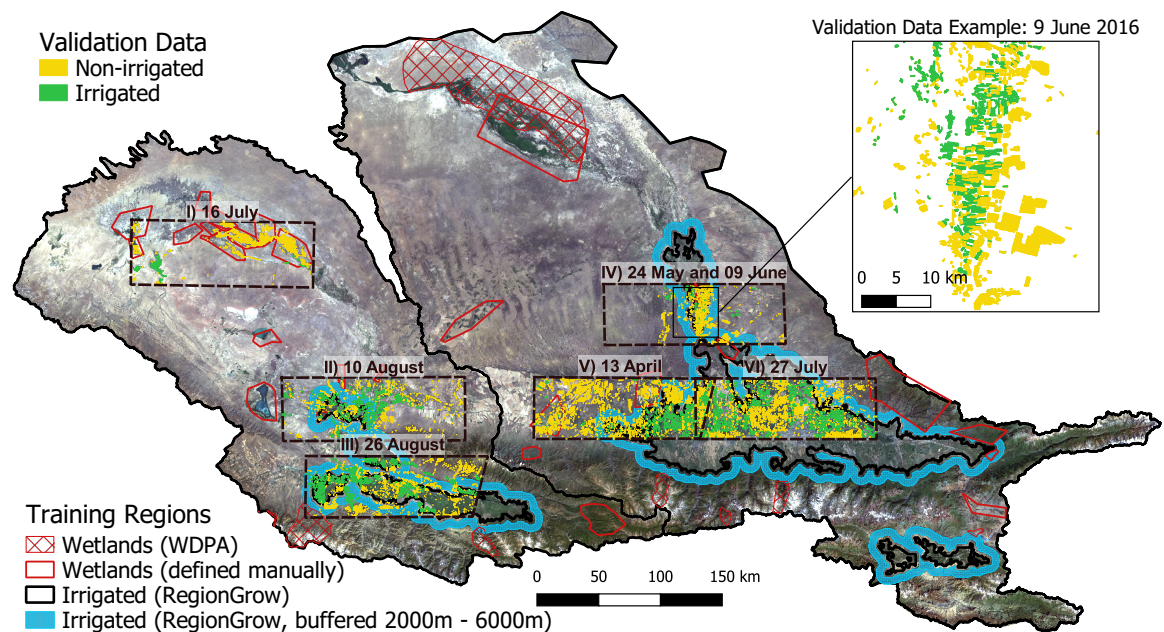 Validation Data
Non-irrigated
Irrigated
Validation Data Example: 9 June 2016
0 5 10 km
I) 16 July
IV) 24 May and 09 June
II) 10 August
V) 13 April
VI) 27 July
III) 26 August
Training Regions
Wetlands (WDPA)
Wetlands (defined manually)
Irrigated (RegionGrow)
Irrigated (RegionGrow, buffered 2000m - 6000m)
0 50 100 150 km